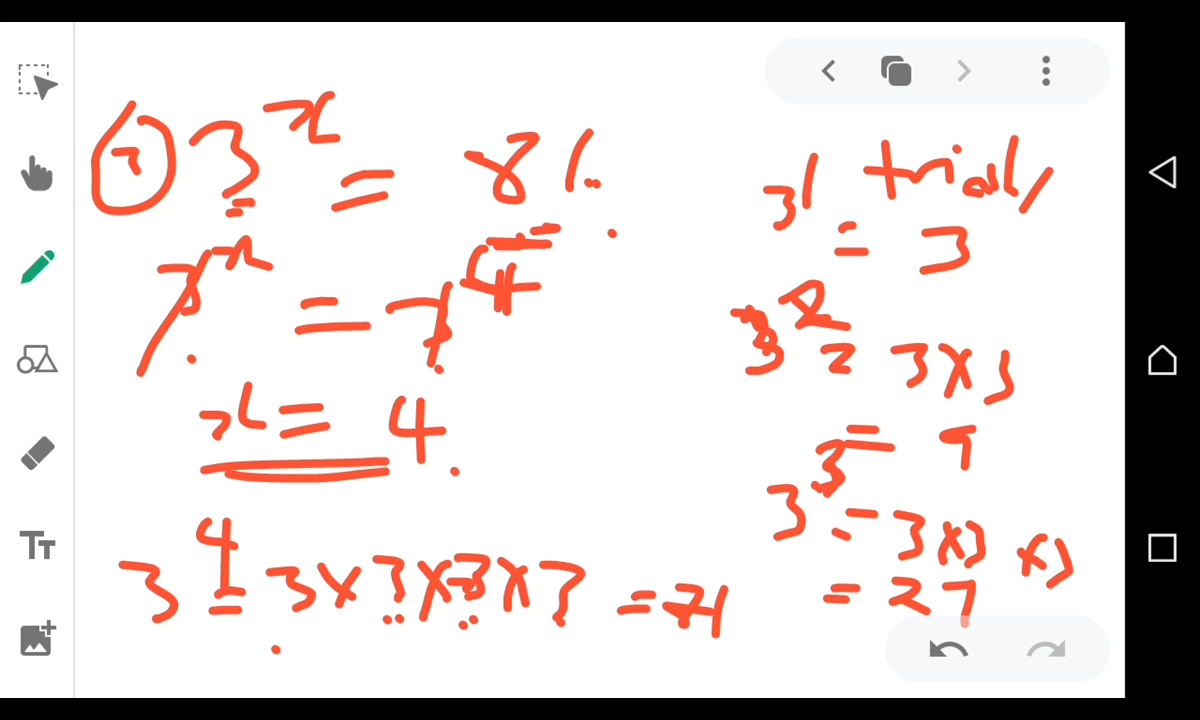 3^x = 81
3^x = 3^4
x = 4
3^4 = 3 x 3 x 3 x 3 = 81
trial
3^1 = 3
3^2 = 3 x 3
= 9
3^3 = 3 x 3 x 3
= 27
Tt